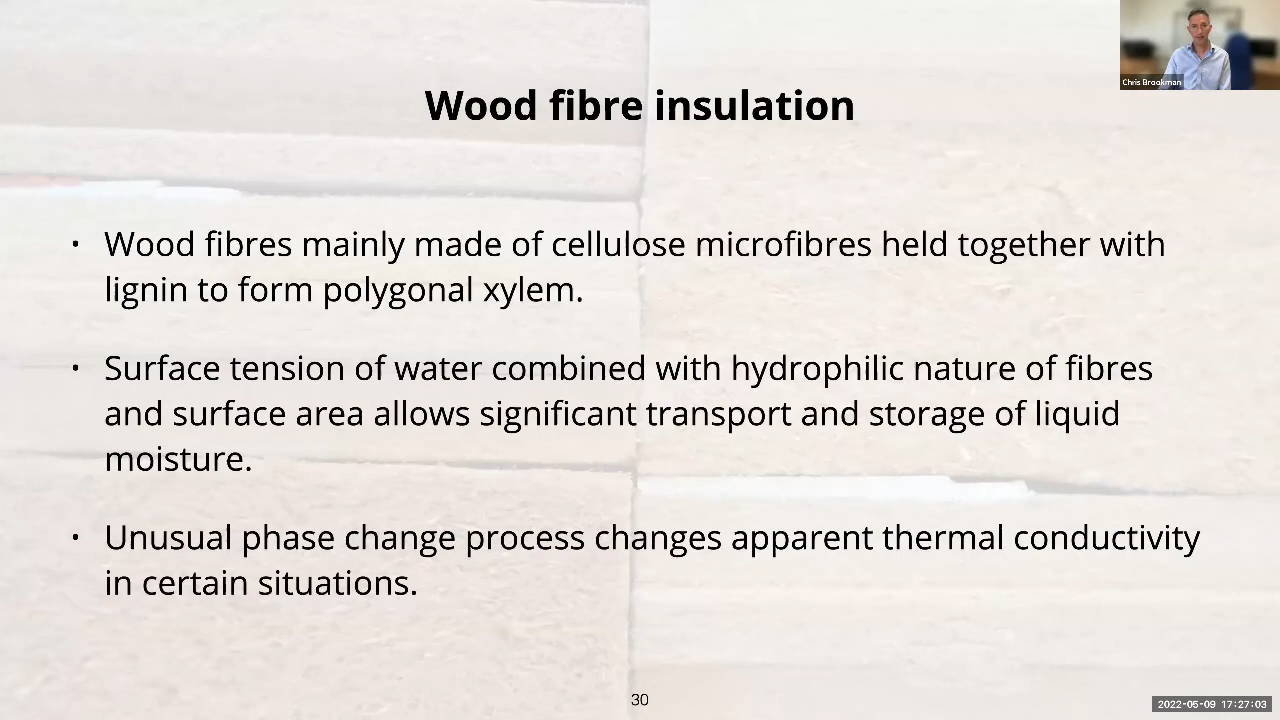 Chris Brookman
Wood fibre insulation
· Wood fibres mainly made of cellulose microfibres held together with
lignin to form polygonal xylem.
· Surface tension of water combined with hydrophilic nature of fibres
and surface area allows significant transport and storage of liquid
moisture.
· Unusual phase change process changes apparent thermal conductivity
in certain situations.
30
2022-05-09 17:27:03